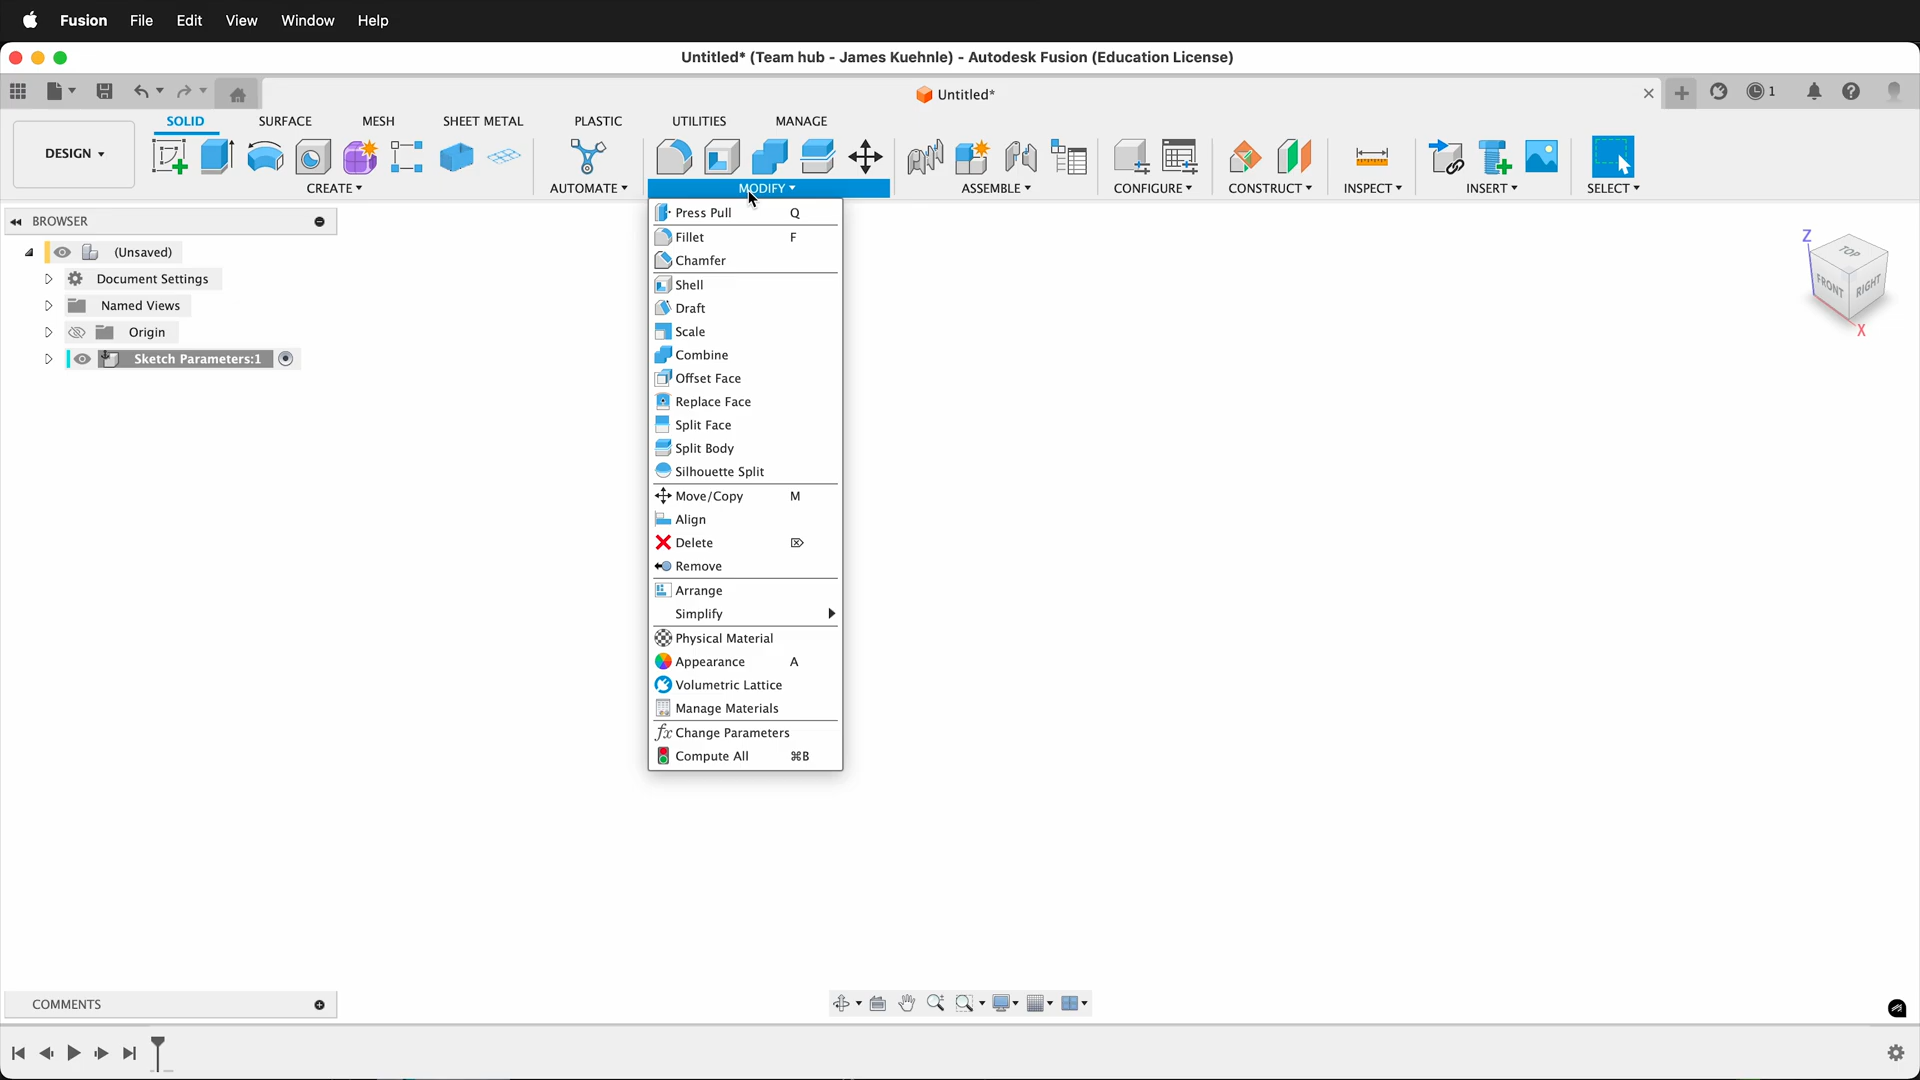 Fusion File Edit View Window Help
Untitled* (Team hub - James Kuehnle) - Autodesk Fusion (Education License)
Untitled*
1
SOLID SURFACE MESH SHEET METAL PLASTIC UTILITIES MANAGE
DESIGN
CREATE AUTOMATE MODIFY ASSEMBLE CONFIGURE CONSTRUCT INSPECT INSERT SELECT
BROWSER
(Unsaved)
Document Settings
Named Views
Origin
Sketch Parameters:1
Press Pull Q
Fillet F
Chamfer
Shell
Draft
Scale
Combine
Offset Face
Replace Face
Split Face
Split Body
Silhouette Split
Move/Copy M
Align
Delete ⌦
Remove
Arrange
Simplify
Physical Material
Appearance A
Volumetric Lattice
Manage Materials
fx Change Parameters
Compute All ⌘B
Z
TOP
FRONT RIGHT
X
COMMENTS